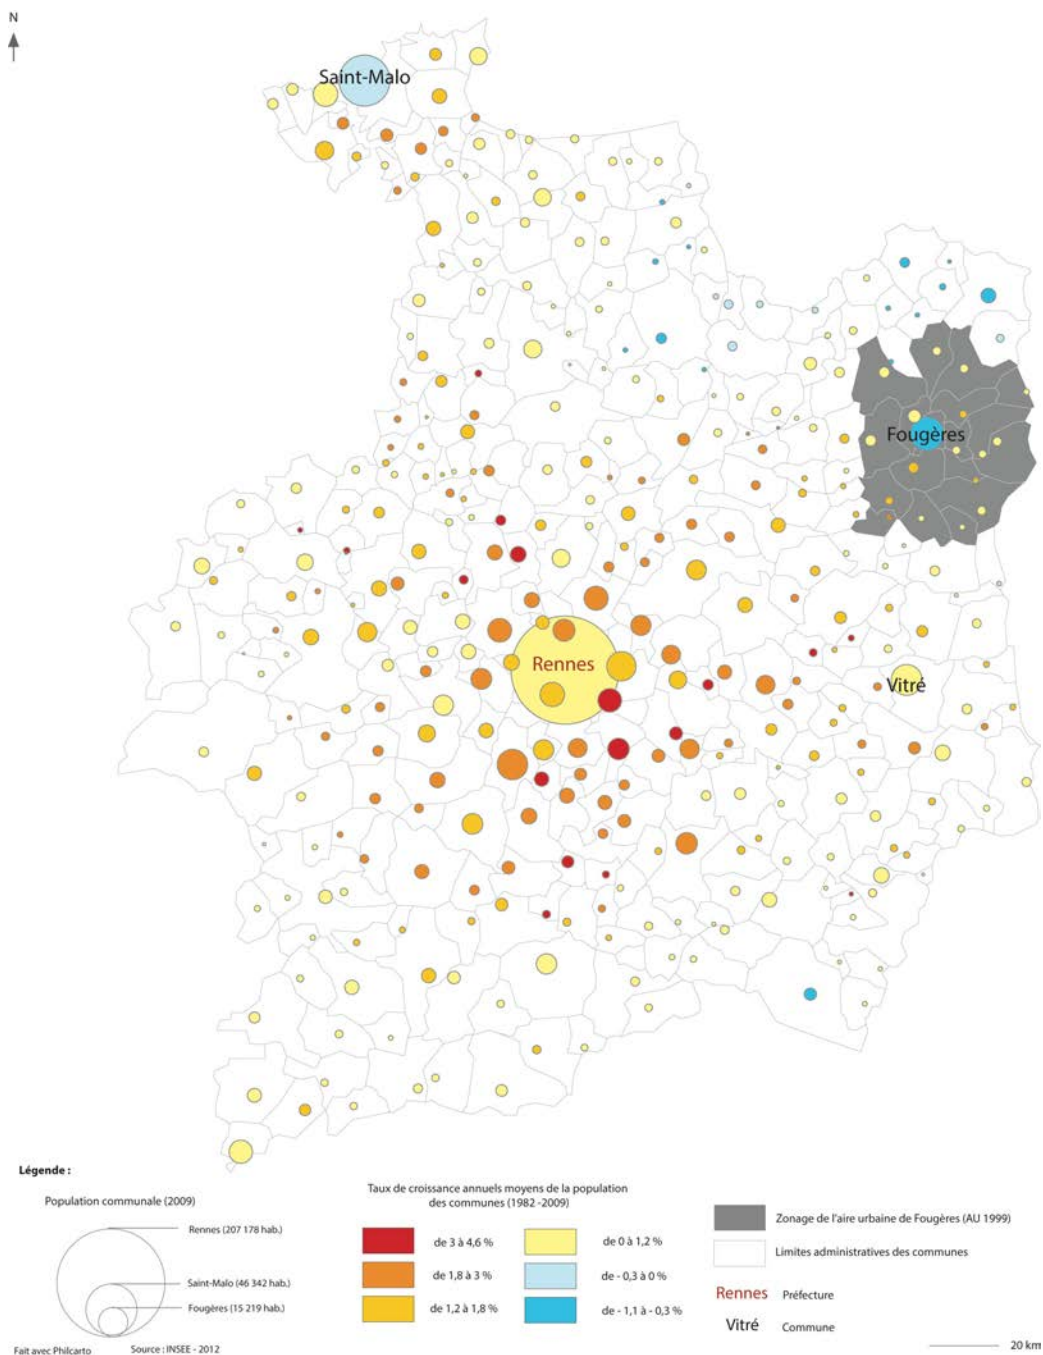 N
Saint-Malo
Fougères
Rennes
Vitré
Légende :
Population communale (2009)
Rennes (207 178 hab.)
Saint-Malo (46 342 hab.)
Fougères (15 219 hab.)
Fait avec Philcarto
Source : INSEE - 2012
Taux de croissance annuels moyens de la population
des communes (1982 -2009)
de 3 à 4,6 %
de 1,8 à 3 %
de 1,2 à 1,8 %
de 0 à 1,2 %
de - 0,3 à 0 %
de - 1,1 à - 0,3 %
Zonage de l'aire urbaine de Fougères (AU 1999)
Limites administratives des communes
Rennes Préfecture
Vitré Commune
20 km